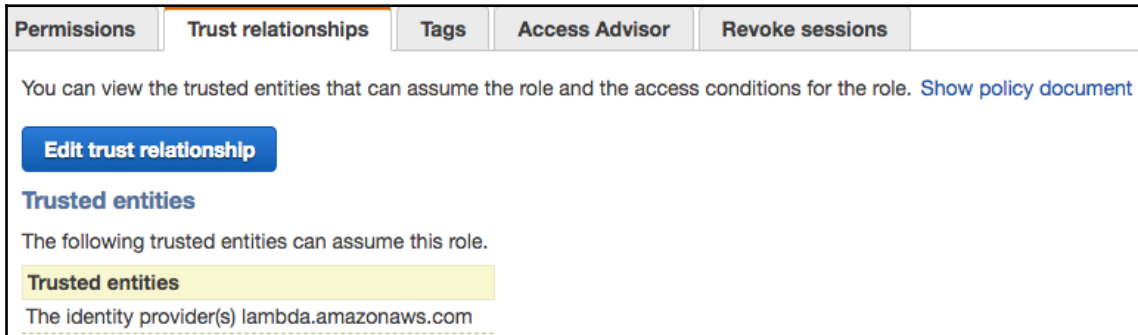 Permissions Trust relationships Tags Access Advisor Revoke sessions
You can view the trusted entities that can assume the role and the access conditions for the role. Show policy document
Edit trust relationship
Trusted entities
The following trusted entities can assume this role.
Trusted entities
The identity provider(s) lambda.amazonaws.com